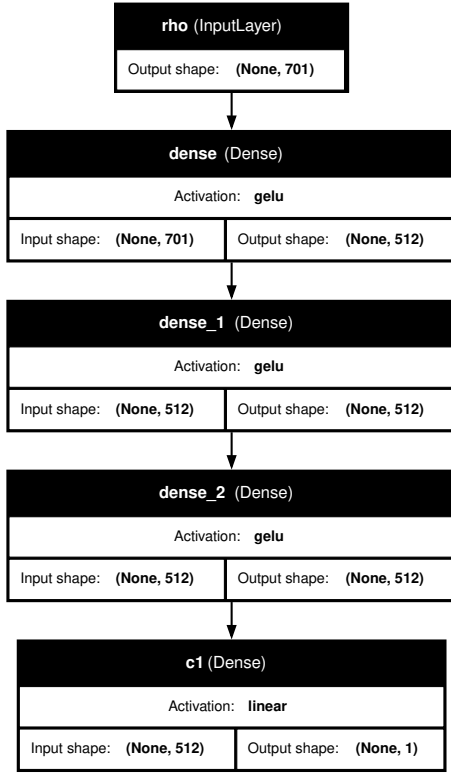 rho (InputLayer)
Output shape: (None, 701)
dense (Dense)
Activation: gelu
Input shape: (None, 701) Output shape: (None, 512)
dense_1 (Dense)
Activation: gelu
Input shape: (None, 512) Output shape: (None, 512)
dense_2 (Dense)
Activation: gelu
Input shape: (None, 512) Output shape: (None, 512)
c1 (Dense)
Activation: linear
Input shape: (None, 512) Output shape: (None, 1)